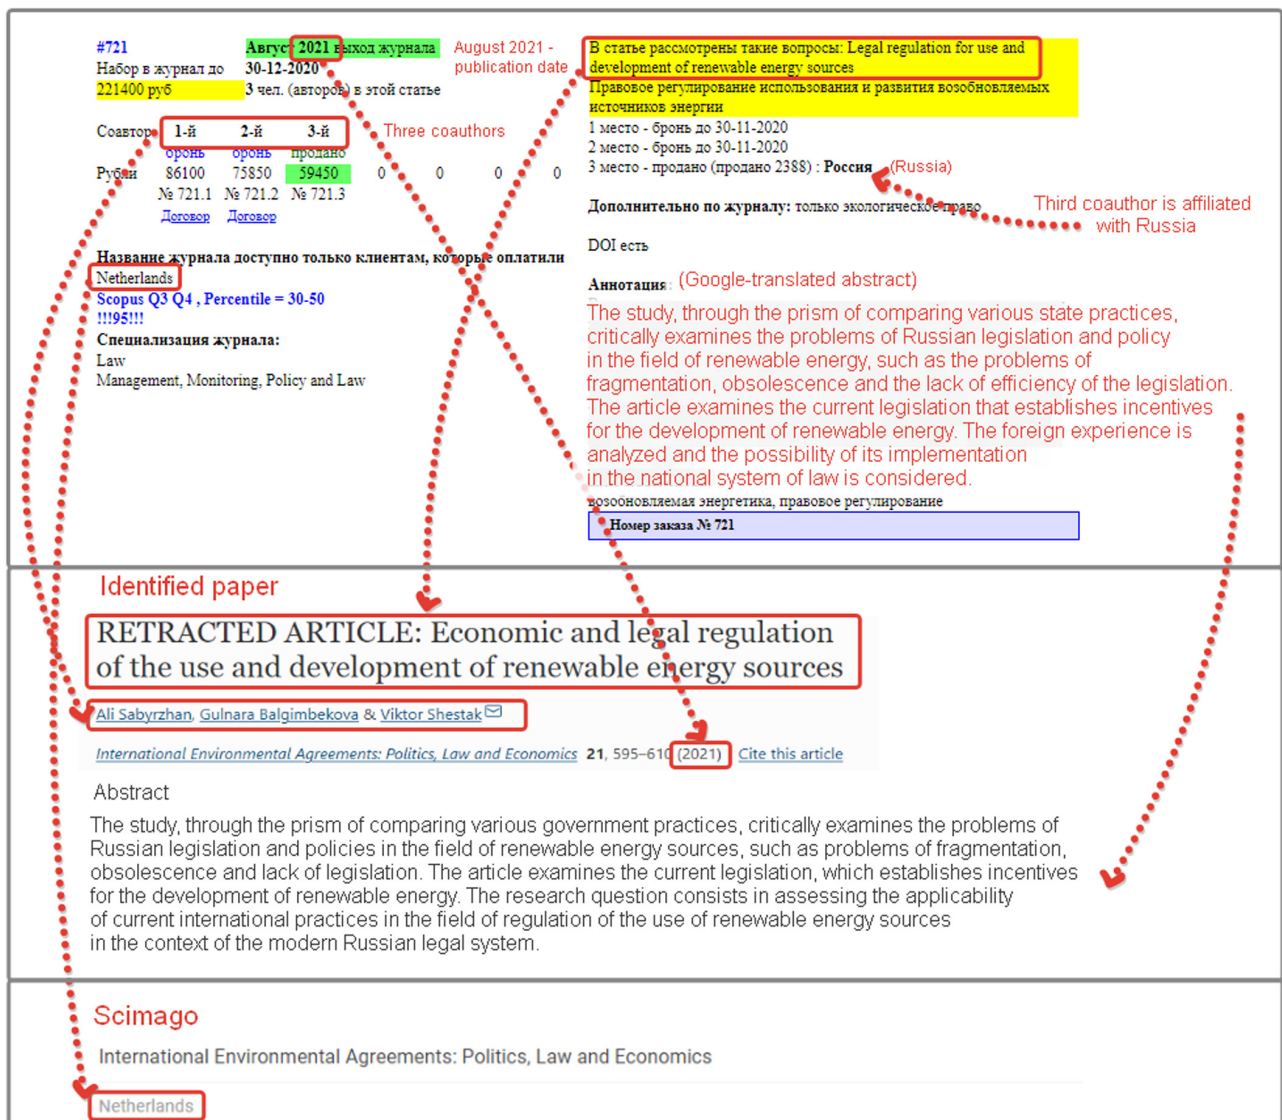 #721 Август 2021 выход журнала
August 2021 -
publication date
Набор в журнал до 30-12-2020
221400 руб 3 чел. (авторов) в этой статье
Соавтор 1-й 2-й 3-й
Three coauthors
бронь бронь продано
Рубли 86100 75850 59450 0 0 0 0
№ 721.1 № 721.2 № 721.3
Договор Договор
Название журнала доступно только клиентам, которые оплатили
Netherlands
Scopus Q3 Q4 , Percentile = 30-50
!!!95!!!
Специализация журнала:
Law
Management, Monitoring, Policy and Law
В статье рассмотрены такие вопросы: Legal regulation for use and
development of renewable energy sources
Правовое регулирование использования и развития возобновляемых
источников энергии
1 место - бронь до 30-11-2020
2 место - бронь до 30-11-2020
3 место - продано (продано 2388) : Россия (Russia)
Third coauthor is affiliated
with Russia
Дополнительно по журналу: только экологическое право
DOI есть
Аннотация: (Google-translated abstract)
The study, through the prism of comparing various state practices,
critically examines the problems of Russian legislation and policy
in the field of renewable energy, such as the problems of
fragmentation, obsolescence and the lack of efficiency of the legislation.
The article examines the current legislation that establishes incentives
for the development of renewable energy. The foreign experience is
analyzed and the possibility of its implementation
in the national system of law is considered.
возобновляемая энергетика, правовое регулирование
Номер заказа № 721
Identified paper
RETRACTED ARTICLE: Economic and legal regulation
of the use and development of renewable energy sources
Ali Sabyrzhan, Gulnara Balgimbekova & Viktor Shestak
International Environmental Agreements: Politics, Law and Economics 21, 595–610 (2021) Cite this article
Abstract
The study, through the prism of comparing various government practices, critically examines the problems of
Russian legislation and policies in the field of renewable energy sources, such as problems of fragmentation,
obsolescence and lack of legislation. The article examines the current legislation, which establishes incentives
for the development of renewable energy. The research question consists in assessing the applicability
of current international practices in the field of regulation of the use of renewable energy sources
in the context of the modern Russian legal system.
Scimago
International Environmental Agreements: Politics, Law and Economics
Netherlands